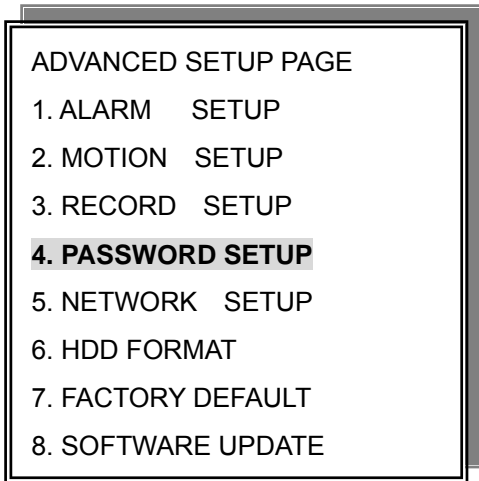 ADVANCED SETUP PAGE
1. ALARM SETUP
2. MOTION SETUP
3. RECORD SETUP
4. PASSWORD SETUP
5. NETWORK SETUP
6. HDD FORMAT
7. FACTORY DEFAULT
8. SOFTWARE UPDATE